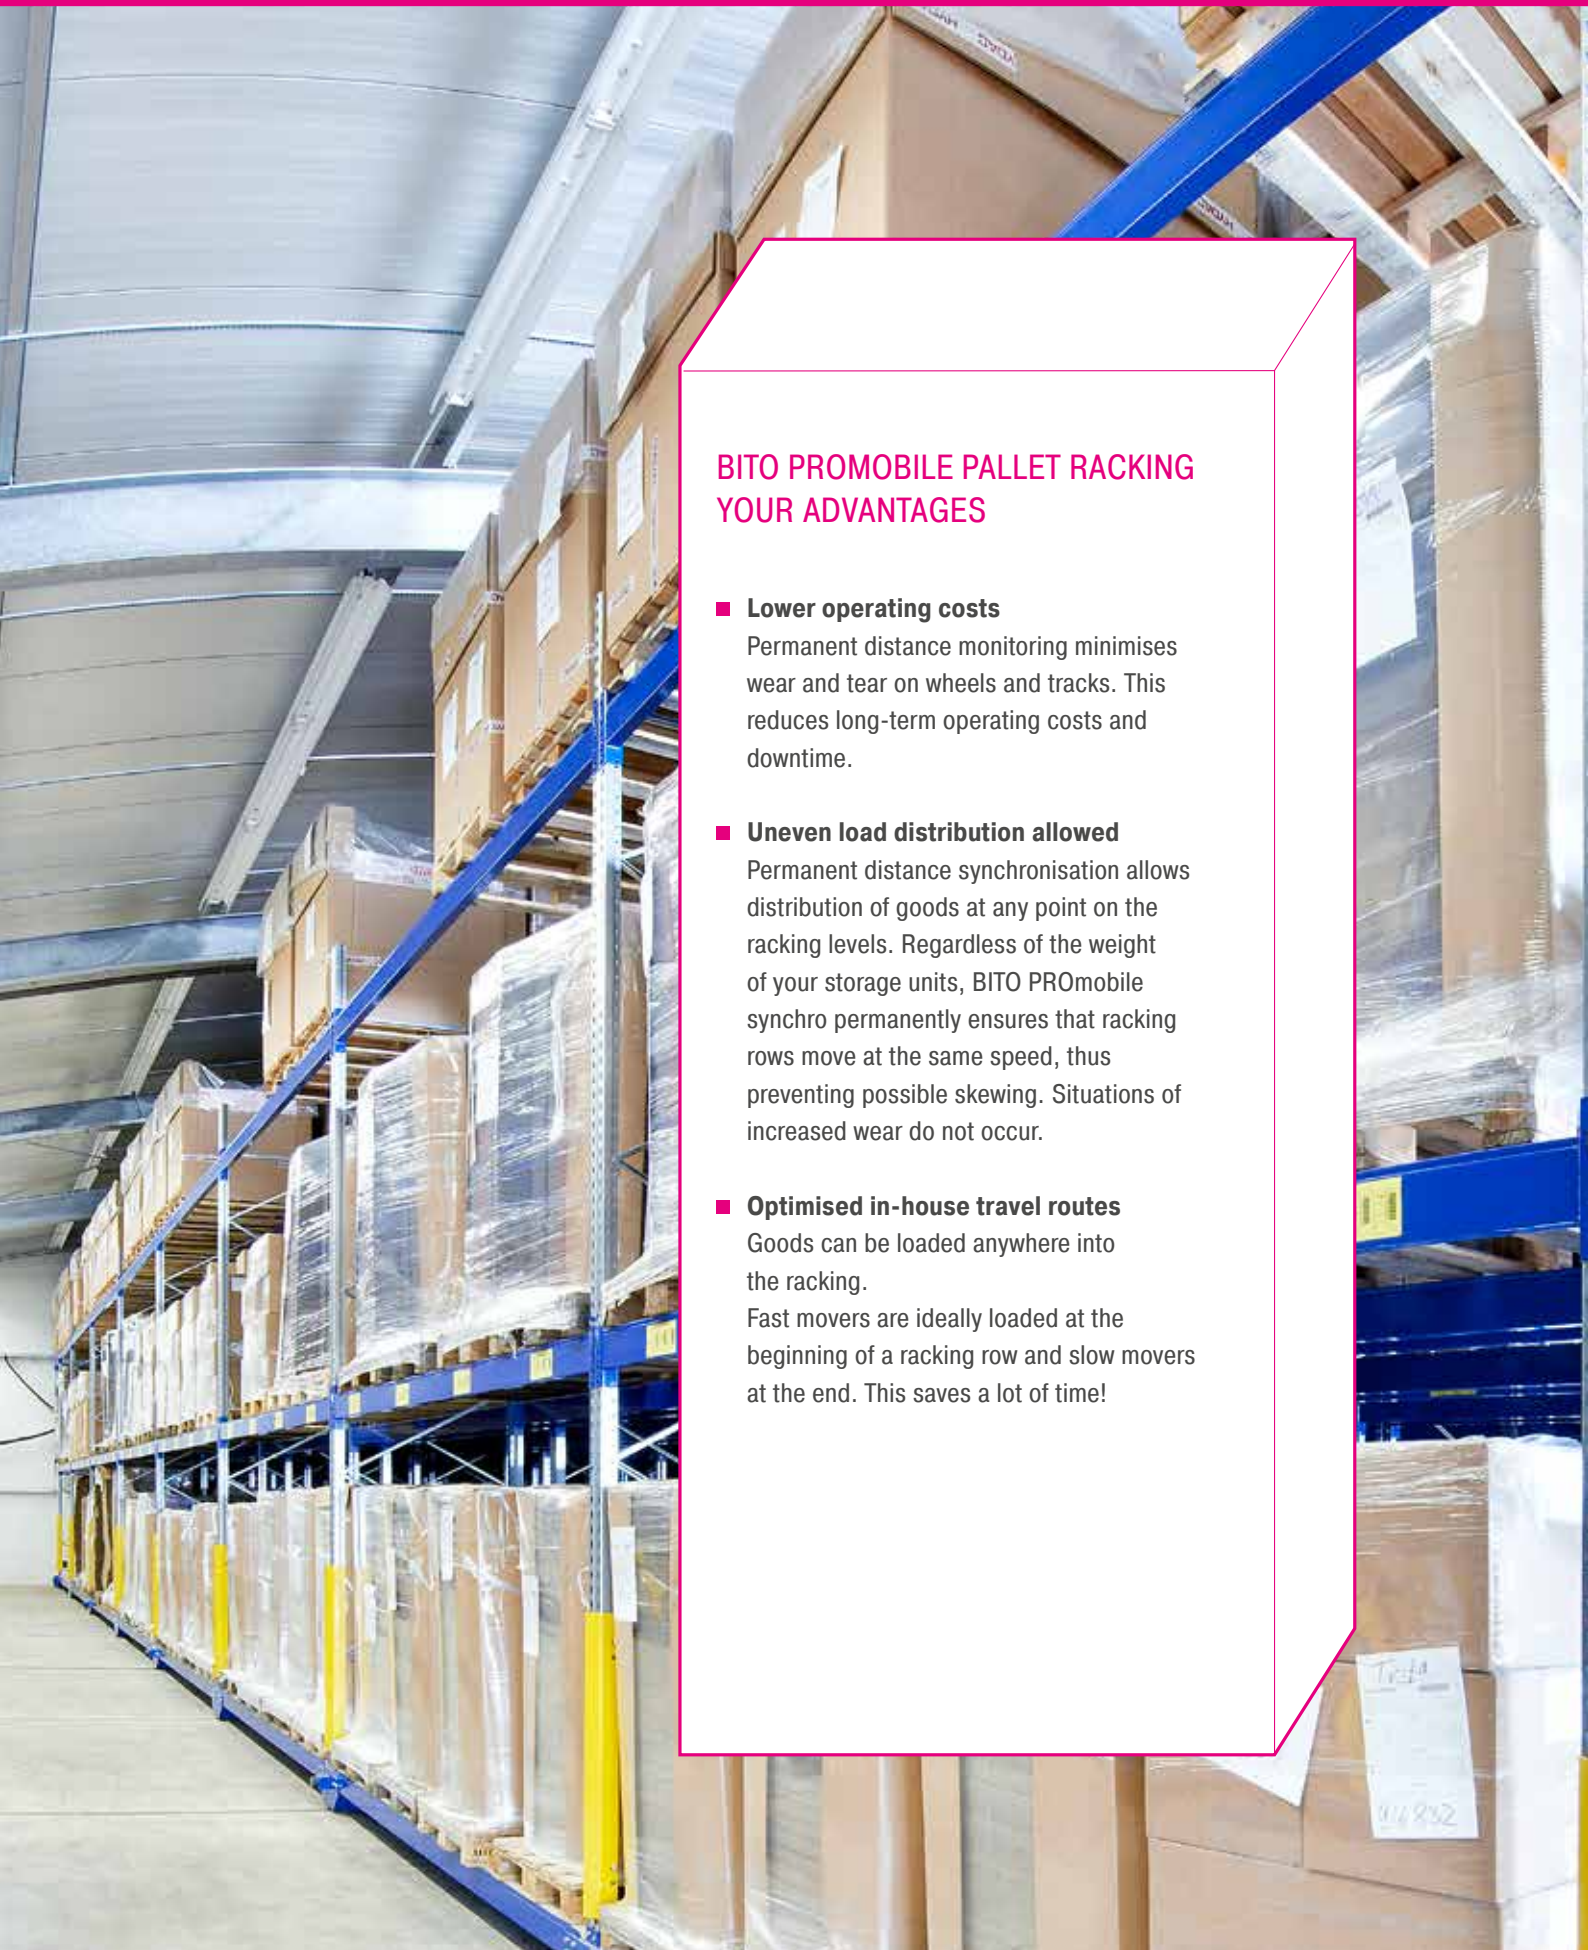 BITO PROMOBILE PALLET RACKING
YOUR ADVANTAGES
Lower operating costs
Permanent distance monitoring minimises
wear and tear on wheels and tracks. This
reduces long-term operating costs and
downtime.
Uneven load distribution allowed
Permanent distance synchronisation allows
distribution of goods at any point on the
racking levels. Regardless of the weight
of your storage units, BITO PROmobile
synchro permanently ensures that racking
rows move at the same speed, thus
preventing possible skewing. Situations of
increased wear do not occur.
Optimised in-house travel routes
Goods can be loaded anywhere into
the racking.
Fast movers are ideally loaded at the
beginning of a racking row and slow movers
at the end. This saves a lot of time!